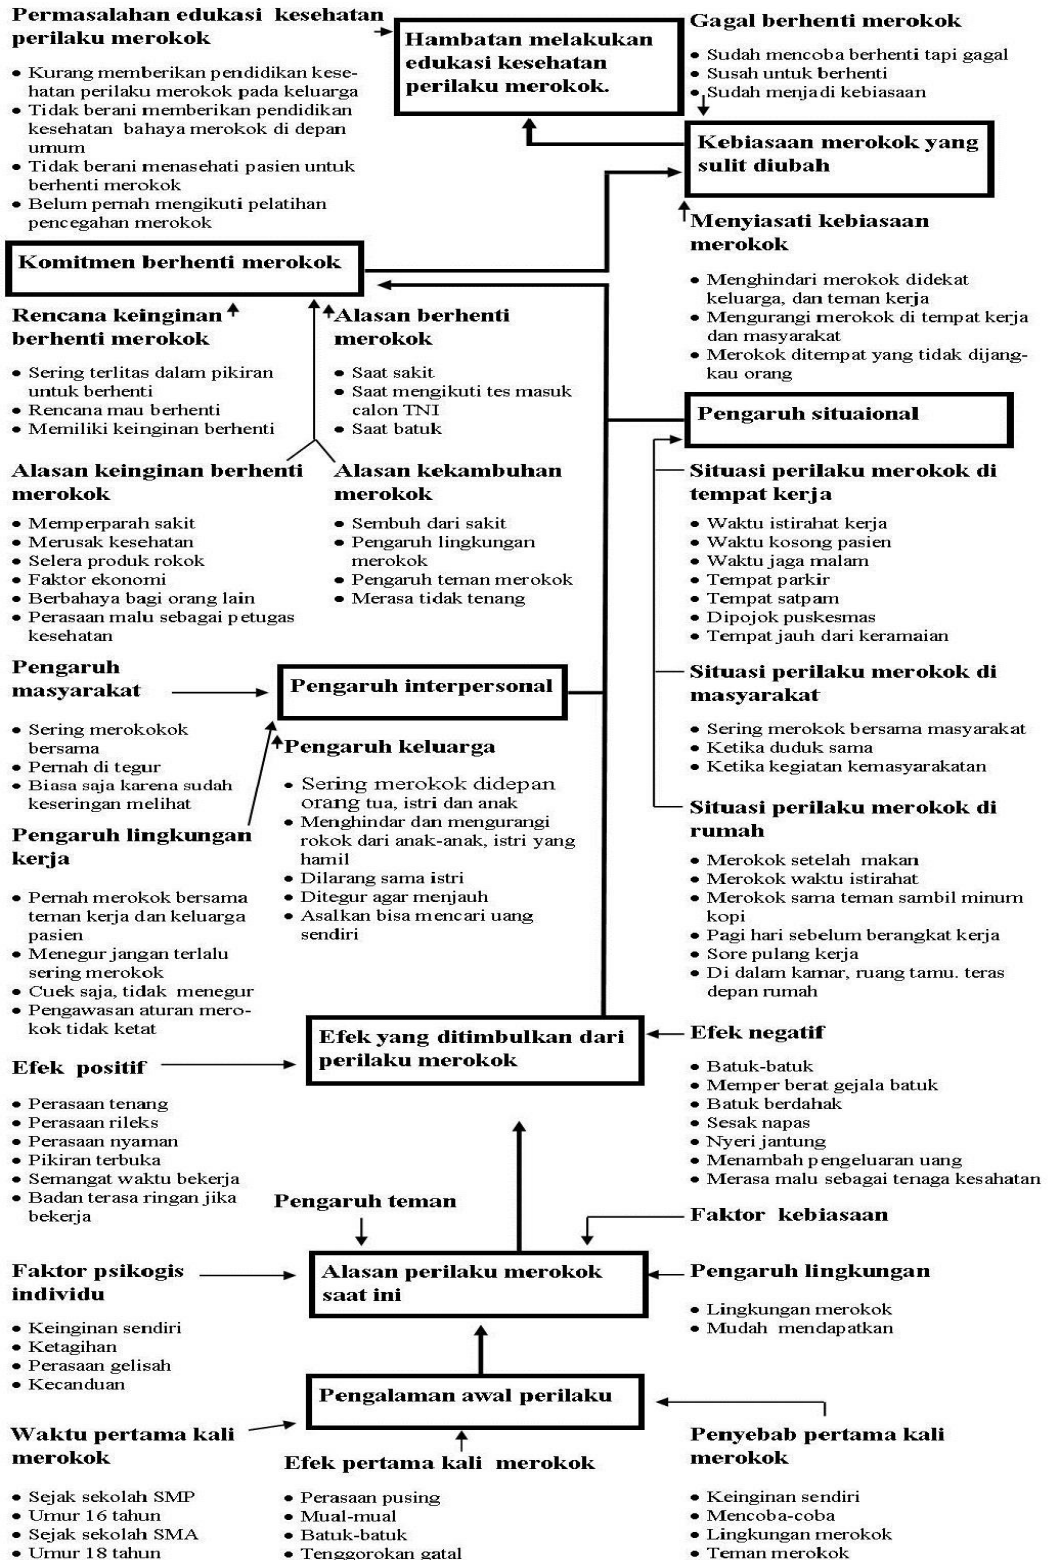 Permasalahan edukasi kesehatan
perilaku merokok
• Kurang memberikan pendidikan kese-
hatan perilaku merokok pada keluarga
• Tidak berani memberikan pendidikan
kesehatan bahaya merokok di depan
umum
• Tidak berani menasehati pasien untuk
berhenti merokok
• Belum pernah mengikuti pelatihan
pencegahan merokok
Hambatan melakukan
edukasi kesehatan
perilaku merokok.
Gagal berhenti merokok
• Sudah mencoba berhenti tapi gagal
• Susah untuk berhenti
• Sudah menjadi kebiasaan
Kebiasaan merokok yang
sulit diubah
Menyiasati kebiasaan
merokok
• Menghindari merokok didekat
keluarga, dan teman kerja
• Mengurangi merokok di tempat kerja
dan masyarakat
• Merokok ditempat yang tidak dijang-
kau orang
Komitmen berhenti merokok
Rencana keinginan
berhenti merokok
• Sering terlitas dalam pikiran
untuk berhenti
• Rencana mau berhenti
• Memiliki keinginan berhenti
Alasan berhenti
merokok
• Saat sakit
• Saat mengikuti tes masuk
calon TNI
• Saat batuk
Alasan keinginan berhenti
merokok
• Memperparah sakit
• Merusak kesehatan
• Selera produk rokok
• Faktor ekonomi
• Berbahaya bagi orang lain
• Perasaan malu sebagai petugas
kesehatan
Alasan kekambuhan
merokok
• Sembuh dari sakit
• Pengaruh lingkungan
merokok
• Pengaruh teman merokok
• Merasa tidak tenang
Pengaruh situaional
Situasi perilaku merokok di
tempat kerja
• Waktu istirahat kerja
• Waktu kosong pasien
• Waktu jaga malam
• Tempat parkir
• Tempat satpam
• Dipojok puskesmas
• Tempat jauh dari keramaian
Situasi perilaku merokok di
masyarakat
• Sering merokok bersama masyarakat
• Ketika duduk sama
• Ketika kegiatan kemasyarakatan
Situasi perilaku merokok di
rumah
• Merokok setelah makan
• Merokok waktu istirahat
• Merokok sama teman sambil minum
kopi
• Pagi hari sebelum berangkat kerja
• Sore pulang kerja
• Di dalam kamar, ruang tamu. teras
depan rumah
Pengaruh
masyarakat
• Sering merokokok
bersama
• Pernah di tegur
• Biasa saja karena sudah
keseringan melihat
Pengaruh interpersonal
Pengaruh keluarga
• Sering merokok didepan
orang tua, istri dan anak
• Menghindar dan mengurangi
rokok dari anak-anak, istri yang
hamil
• Dilarang sama istri
• Ditegur agar menjauh
• Asalkan bisa mencari uang
sendiri
Pengaruh lingkungan
kerja
• Pernah merokok bersama
teman kerja dan keluarga
pasien
• Menegur jangan terlalu
sering merokok
• Cuek saja, tidak menegur
• Pengawasan aturan mero-
kok tidak ketat
Efek yang ditimbulkan dari
perilaku merokok
Efek positif
• Perasaan tenang
• Perasaan rileks
• Perasaan nyaman
• Pikiran terbuka
• Semangat waktu bekerja
• Badan terasa ringan jika
bekerja
Efek negatif
• Batuk-batuk
• Memper berat gejala batuk
• Batuk berdahak
• Sesak napas
• Nyeri jantung
• Menambah pengeluaran uang
• Merasa malu sebagai tenaga kesahatan
Pengaruh teman
Faktor kebiasaan
Faktor psikogis
individu
• Keinginan sendiri
• Ketagihan
• Perasaan gelisah
• Kecanduan
Alasan perilaku merokok
saat ini
Pengaruh lingkungan
• Lingkungan merokok
• Mudah mendapatkan
Pengalaman awal perilaku
Waktu pertama kali
merokok
• Sejak sekolah SMP
• Umur 16 tahun
• Sejak sekolah SMA
• Umur 18 tahun
Efek pertama kali merokok
• Perasaan pusing
• Mual-mual
• Batuk-batuk
• Tenggorokan gatal
Penyebab pertama kali
merokok
• Keinginan sendiri
• Mencoba-coba
• Lingkungan merokok
• Teman merokok